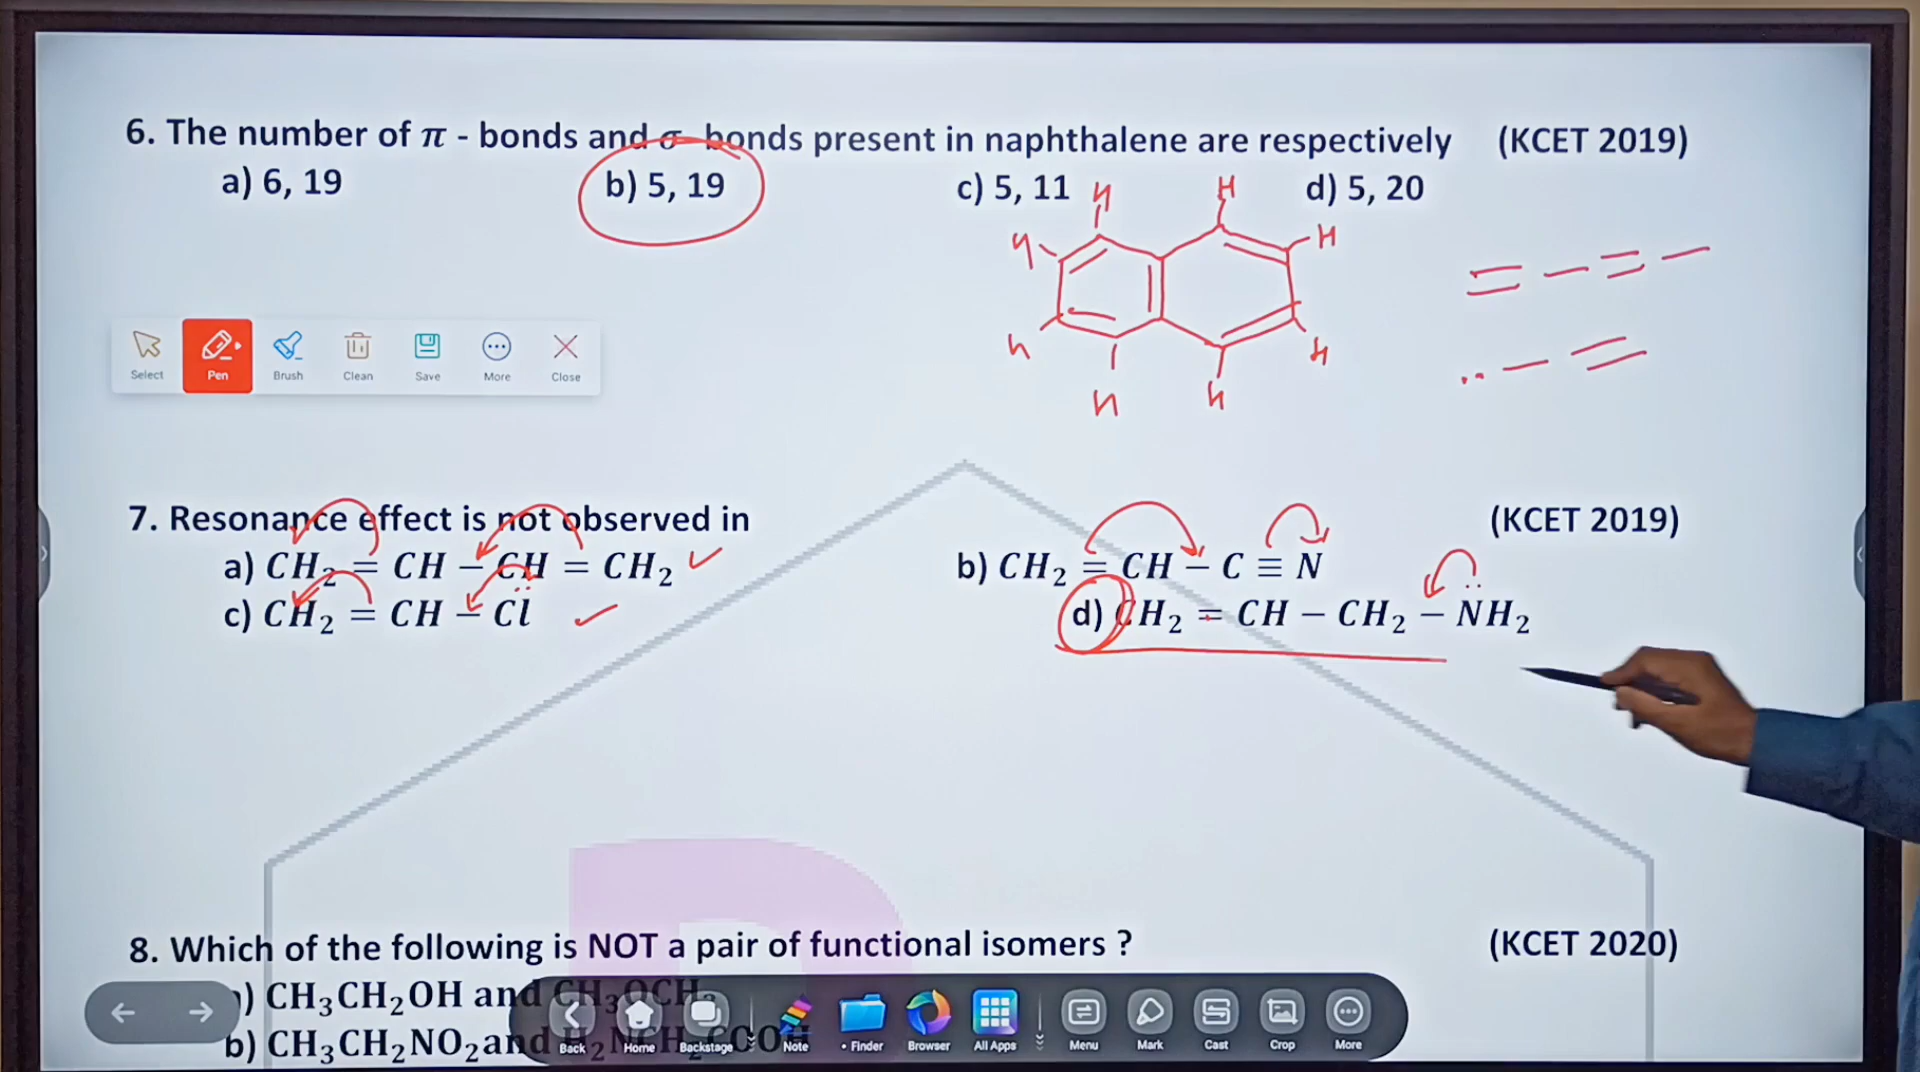 6. The number of π - bonds and σ- bonds present in naphthalene are respectively (KCET 2019)
a) 6, 19 b) 5, 19 c) 5, 11 d) 5, 20
H H
H H
H H
H H
Select Pen Brush Clean Save More Close
7. Resonance effect is not observed in (KCET 2019)
a) CH₂ = CH − CH = CH₂ b) CH₂ = CH − C ≡ N
c) CH₂ = CH − Cl d) CH₂ = CH − CH₂ − NH₂
8. Which of the following is NOT a pair of functional isomers ? (KCET 2020)
) CH₃CH₂OH and CH₃OCH₃
b) CH₃CH₂NO₂and H₂NCH₂COOH
Back Home Backstage Note • Finder Browser All Apps Menu Mark Cast Crop More